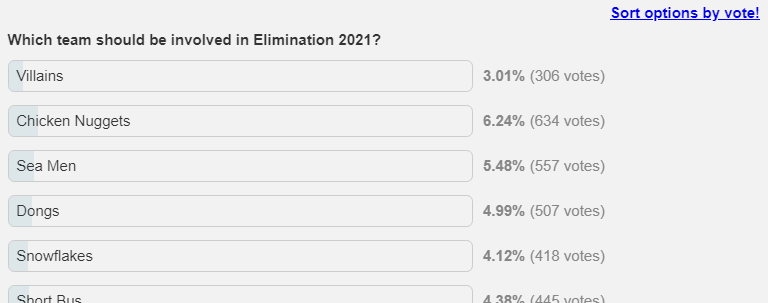 Sort options by vote!
Which team should be involved in Elimination 2021?
Villains 3.01% (306 votes)
Chicken Nuggets 6.24% (634 votes)
Sea Men 5.48% (557 votes)
Dongs 4.99% (507 votes)
Snowflakes 4.12% (418 votes)
Short Bus 4.38% (445 votes)